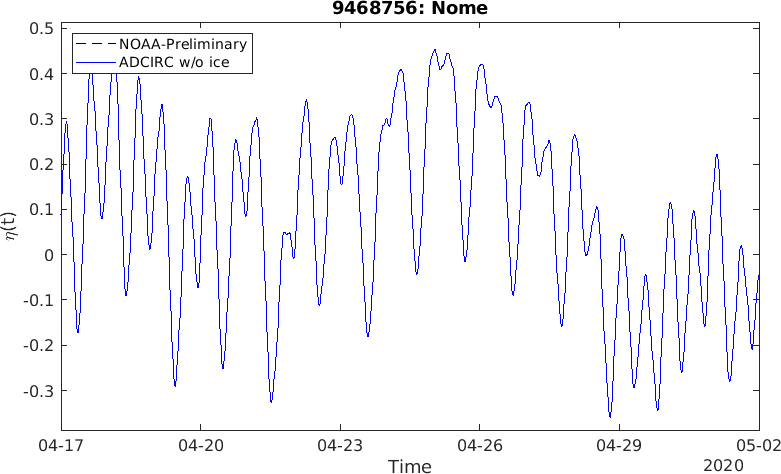 9468756: Nome
NOAA-Preliminary
ADCIRC w/o ice
η(t)
0.5
0.4
0.3
0.2
0.1
0
-0.1
-0.2
-0.3
04-17 04-20 04-23 04-26 04-29 05-02
Time
2020